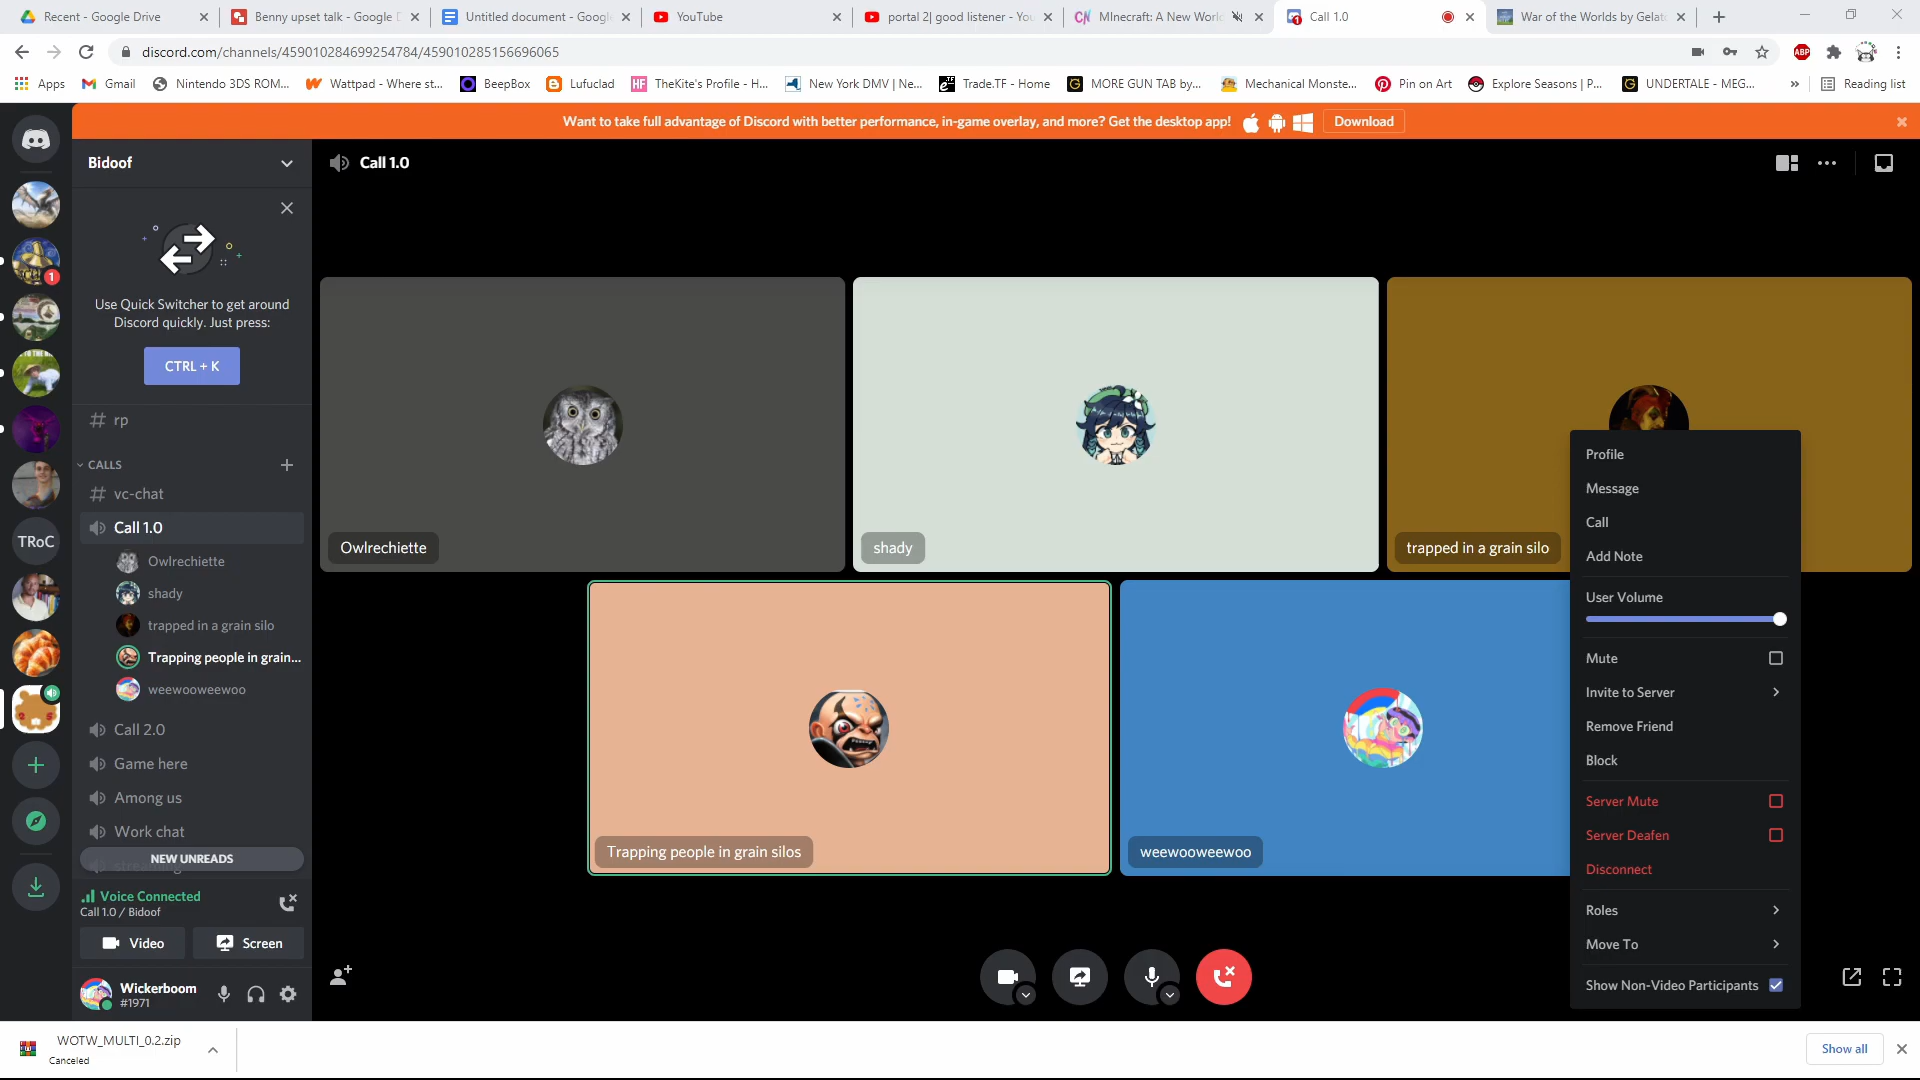 Recent - Google Drive
Benny upset talk - Google D
Untitled document - Googl
YouTube
portal 2| good listener - You
MInecraft: A New World
Call 1.0
War of the Worlds by Gelat
discord.com/channels/459010284699254784/459010285156696065
ABP
Apps
Gmail
Nintendo 3DS ROM...
Wattpad - Where st...
BeepBox
Lufuclad
TheKite's Profile - H...
New York DMV | Ne...
Trade.TF - Home
MORE GUN TAB by...
Mechanical Monste...
Pin on Art
Explore Seasons | P...
UNDERTALE - MEG...
»
Reading list
Want to take full advantage of Discord with better performance, in-game overlay, and more? Get the desktop app!
Download
Bidoof
Call 1.0
Use Quick Switcher to get around
Discord quickly. Just press:
CTRL + K
# rp
CALLS
# vc-chat
Call 1.0
Owlrechiette
shady
trapped in a grain silo
Trapping people in grain...
weewooweewoo
Call 2.0
Game here
Among us
Work chat
streaming
NEW UNREADS
Voice Connected
Call 1.0 / Bidoof
Video
Screen
Wickerboom
#1971
TRoC
1
Owlrechiette
shady
trapped in a grain silo
Trapping people in grain silos
weewooweewoo
Profile
Message
Call
Add Note
User Volume
Mute
Invite to Server
Remove Friend
Block
Server Mute
Server Deafen
Disconnect
Roles
Move To
Show Non-Video Participants
WOTW_MULTI_0.2.zip
Canceled
Show all